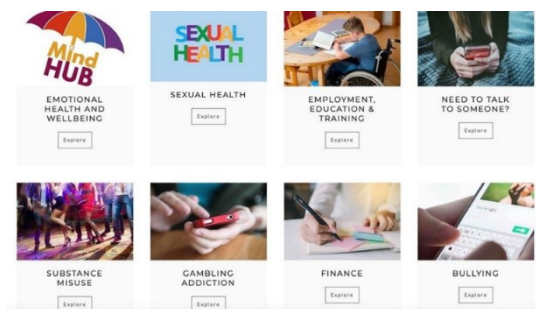 Mind
HUB
EMOTIONAL
HEALTH AND
WELLBEING
Explore
SEXUAL
HEALTH
SEXUAL HEALTH
Explore
EMPLOYMENT,
EDUCATION &
TRAINING
Explore
NEED TO TALK
TO SOMEONE?
Explore
SUBSTANCE
MISUSE
Explore
GAMBLING
ADDICTION
Explore
FINANCE
Explore
BULLYING
Explore